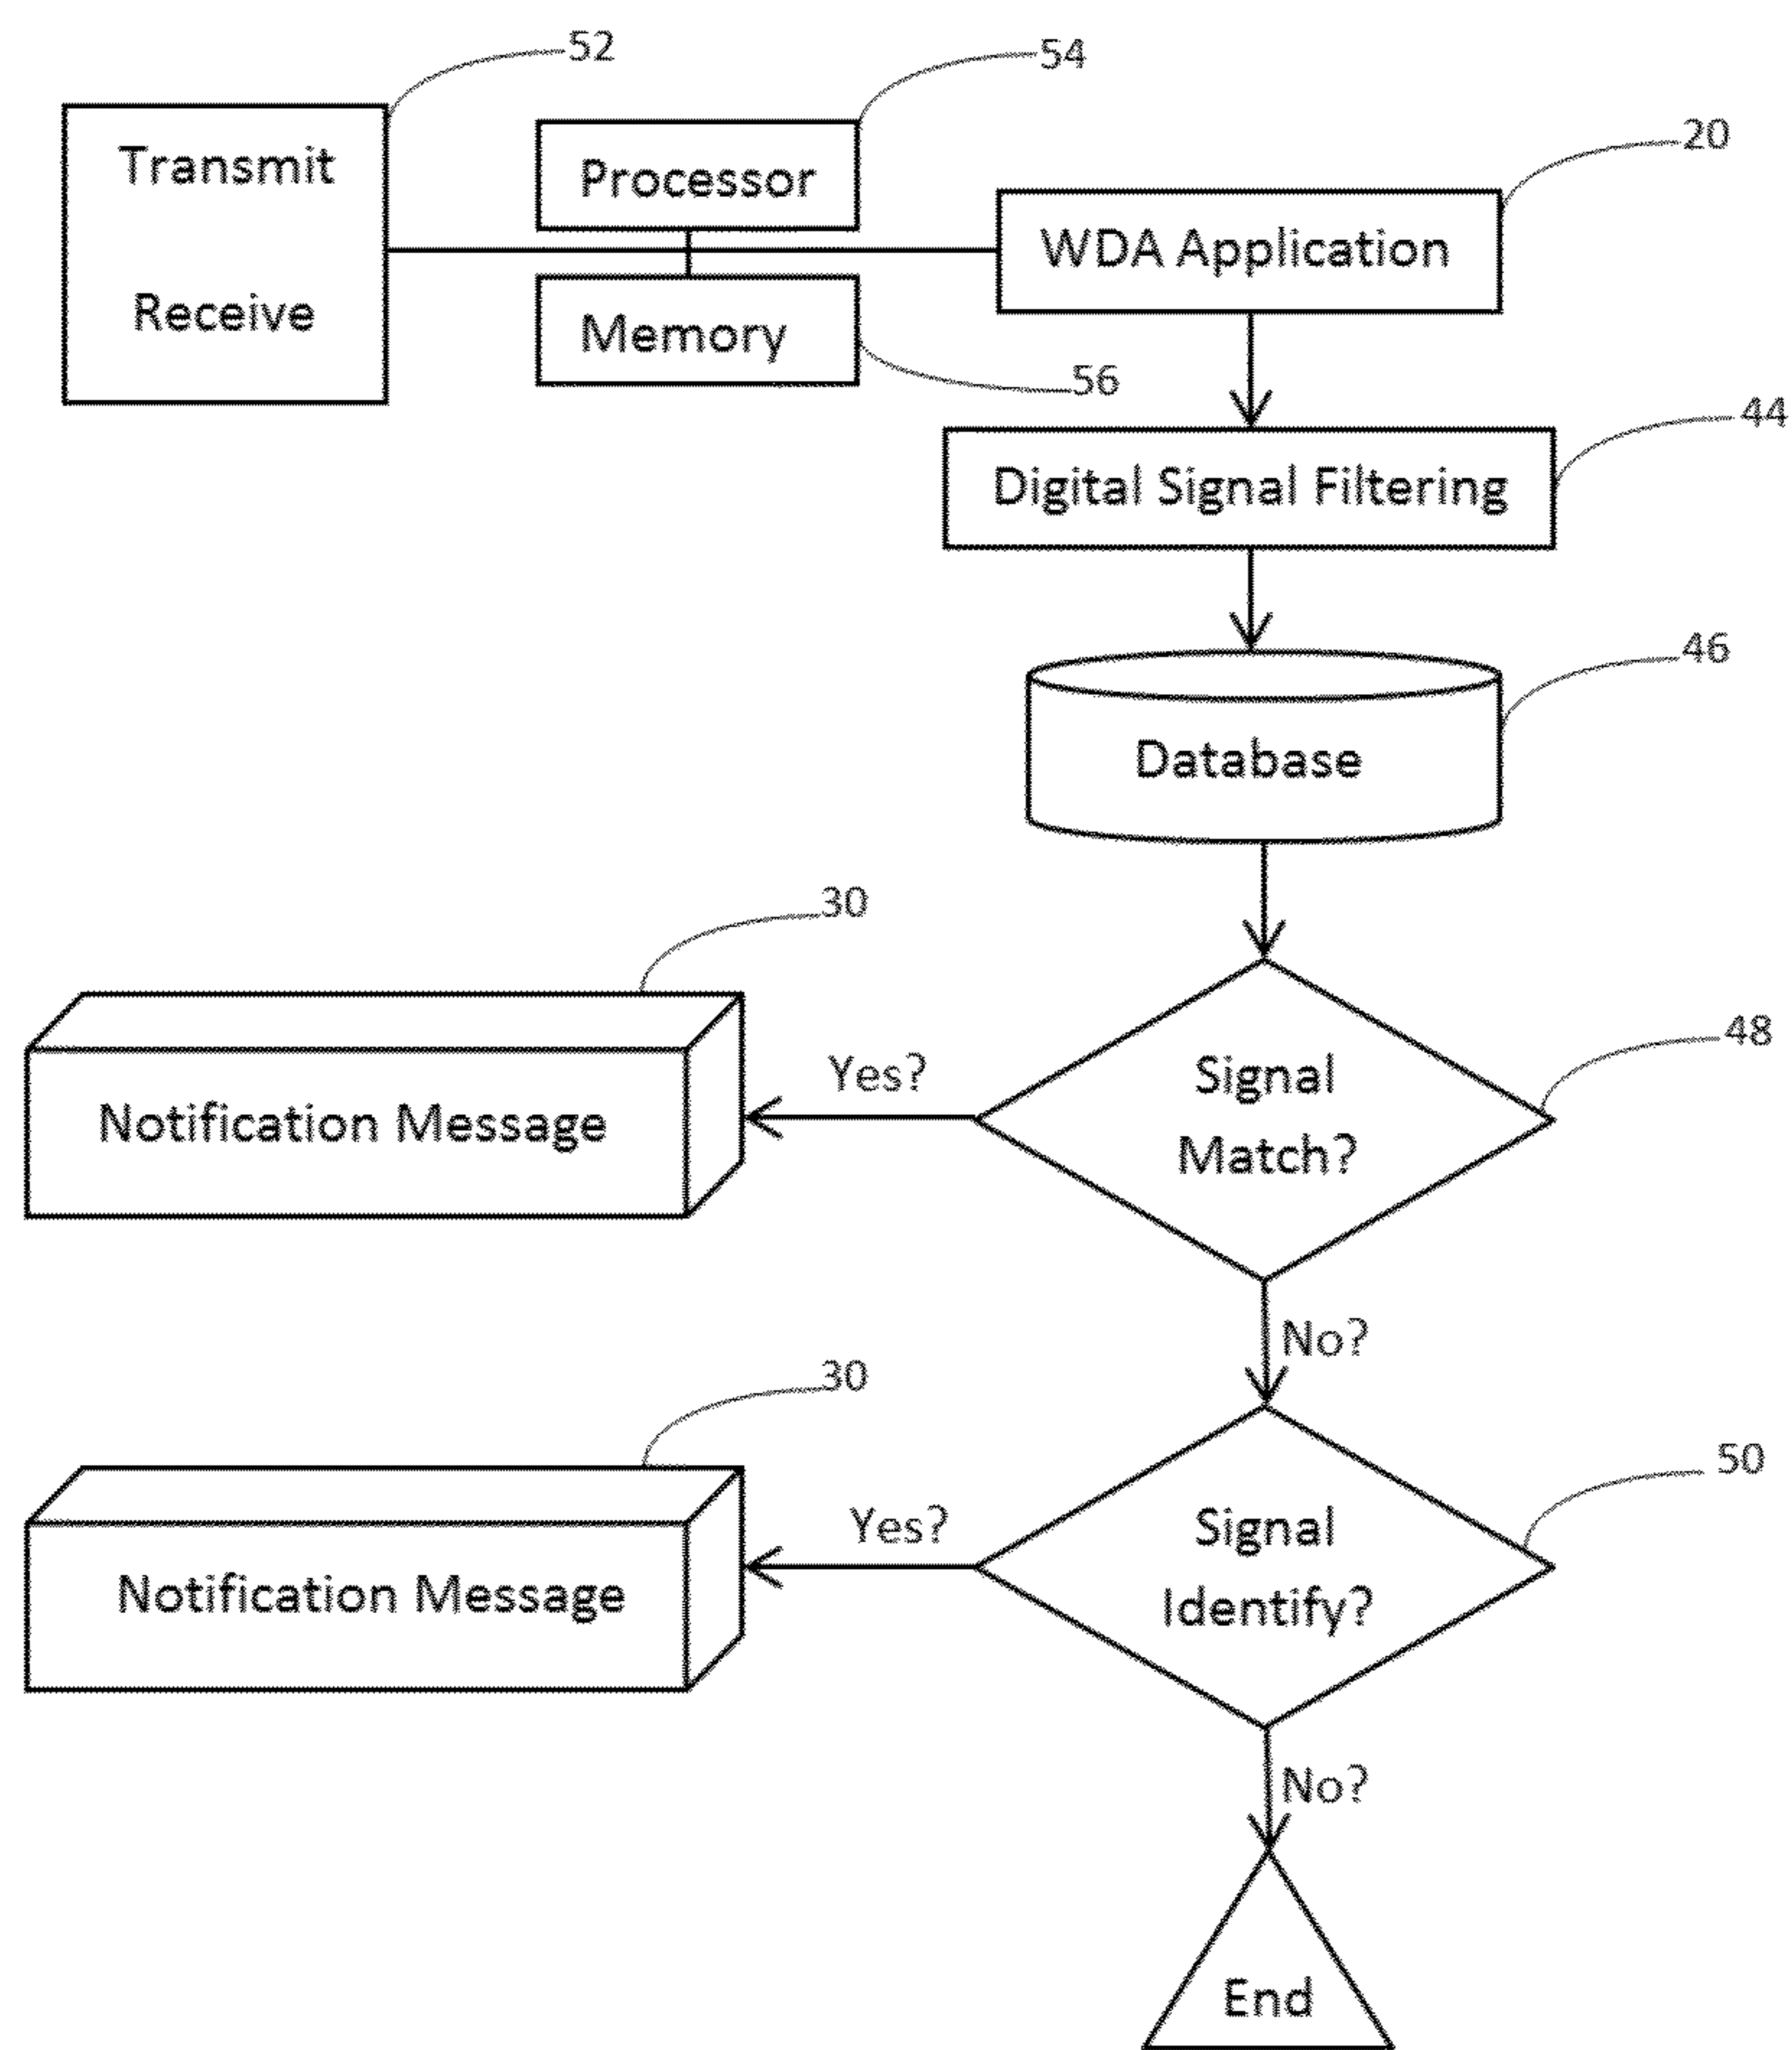 52
54
20
Transmit
Receive
Processor
Memory
56
WDA Application
44
Digital Signal Filtering
46
Database
30
48
Notification Message
Yes?
Signal
Match?
No?
30
50
Notification Message
Yes?
Signal
Identify?
No?
End